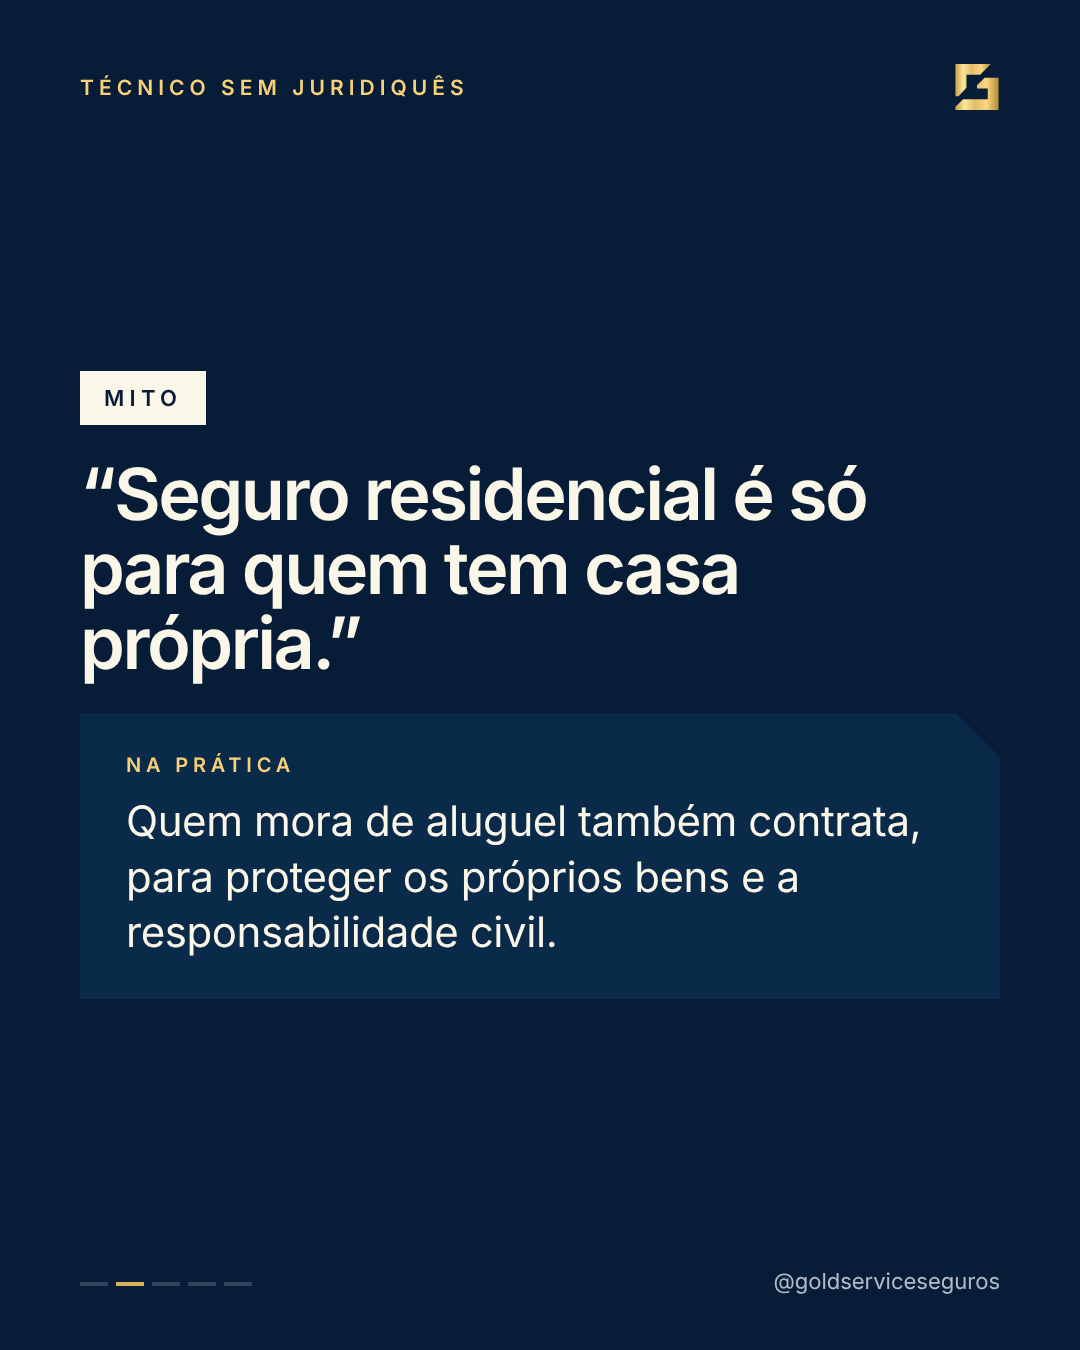 TÉCNICO SEM JURIDIQUÊS
MITO
“Seguro residencial é só
para quem tem casa
própria.”
NA PRÁTICA
Quem mora de aluguel também contrata,
para proteger os próprios bens e a
responsabilidade civil.
@goldserviceseguros